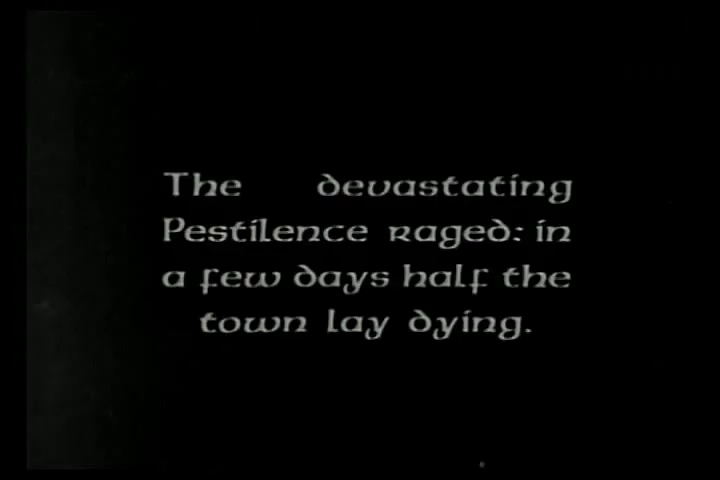 The devastating
Pestilence raged: in
a few days half the
town lay dying.